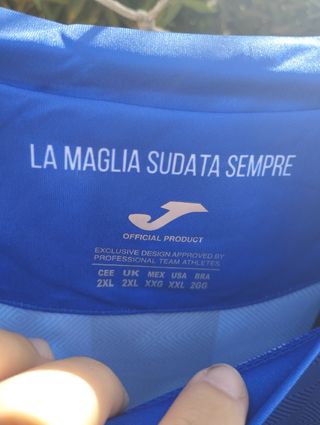 LA MAGLIA SUDATA SEMPRE
OFFICIAL PRODUCT
EXCLUSIVE DESIGN APPROVED BY
PROFESSIONAL TEAM ATHLETES.
CEE UK MEX USA BRA
2XL 2XL XXG XXL 2GG